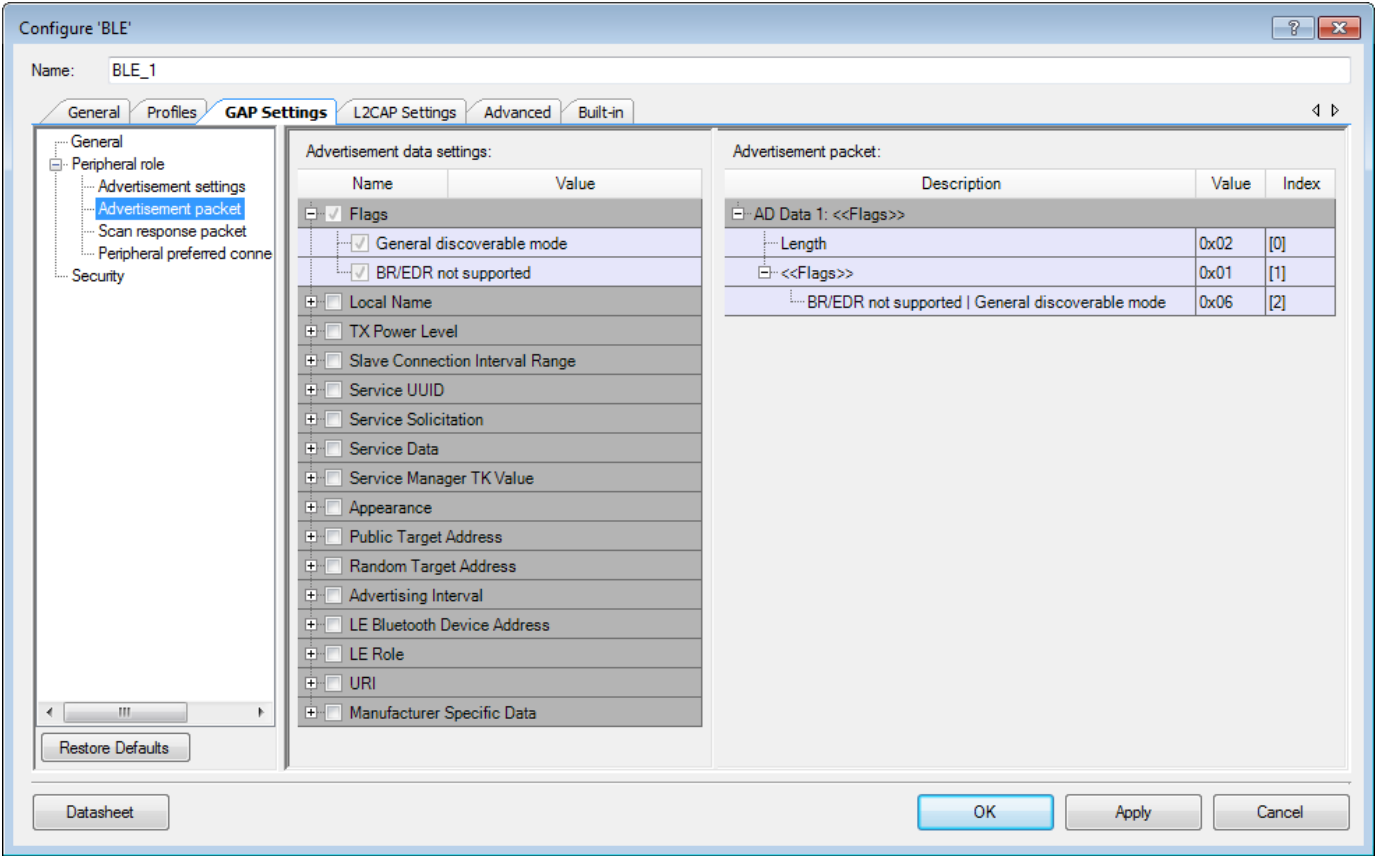 Configure 'BLE'
Name: BLE_1
General Profiles GAP Settings L2CAP Settings Advanced Built-in
General
Peripheral role
Advertisement settings
Advertisement packet
Scan response packet
Peripheral preferred conne
Security
Restore Defaults
Advertisement data settings:
Name Value
Flags
General discoverable mode
BR/EDR not supported
Local Name
TX Power Level
Slave Connection Interval Range
Service UUID
Service Solicitation
Service Data
Service Manager TK Value
Appearance
Public Target Address
Random Target Address
Advertising Interval
LE Bluetooth Device Address
LE Role
URI
Manufacturer Specific Data
Advertisement packet:
Description Value Index
AD Data 1: <<Flags>>
Length 0x02 [0]
<<Flags>> 0x01 [1]
BR/EDR not supported | General discoverable mode 0x06 [2]
Datasheet OK Apply Cancel